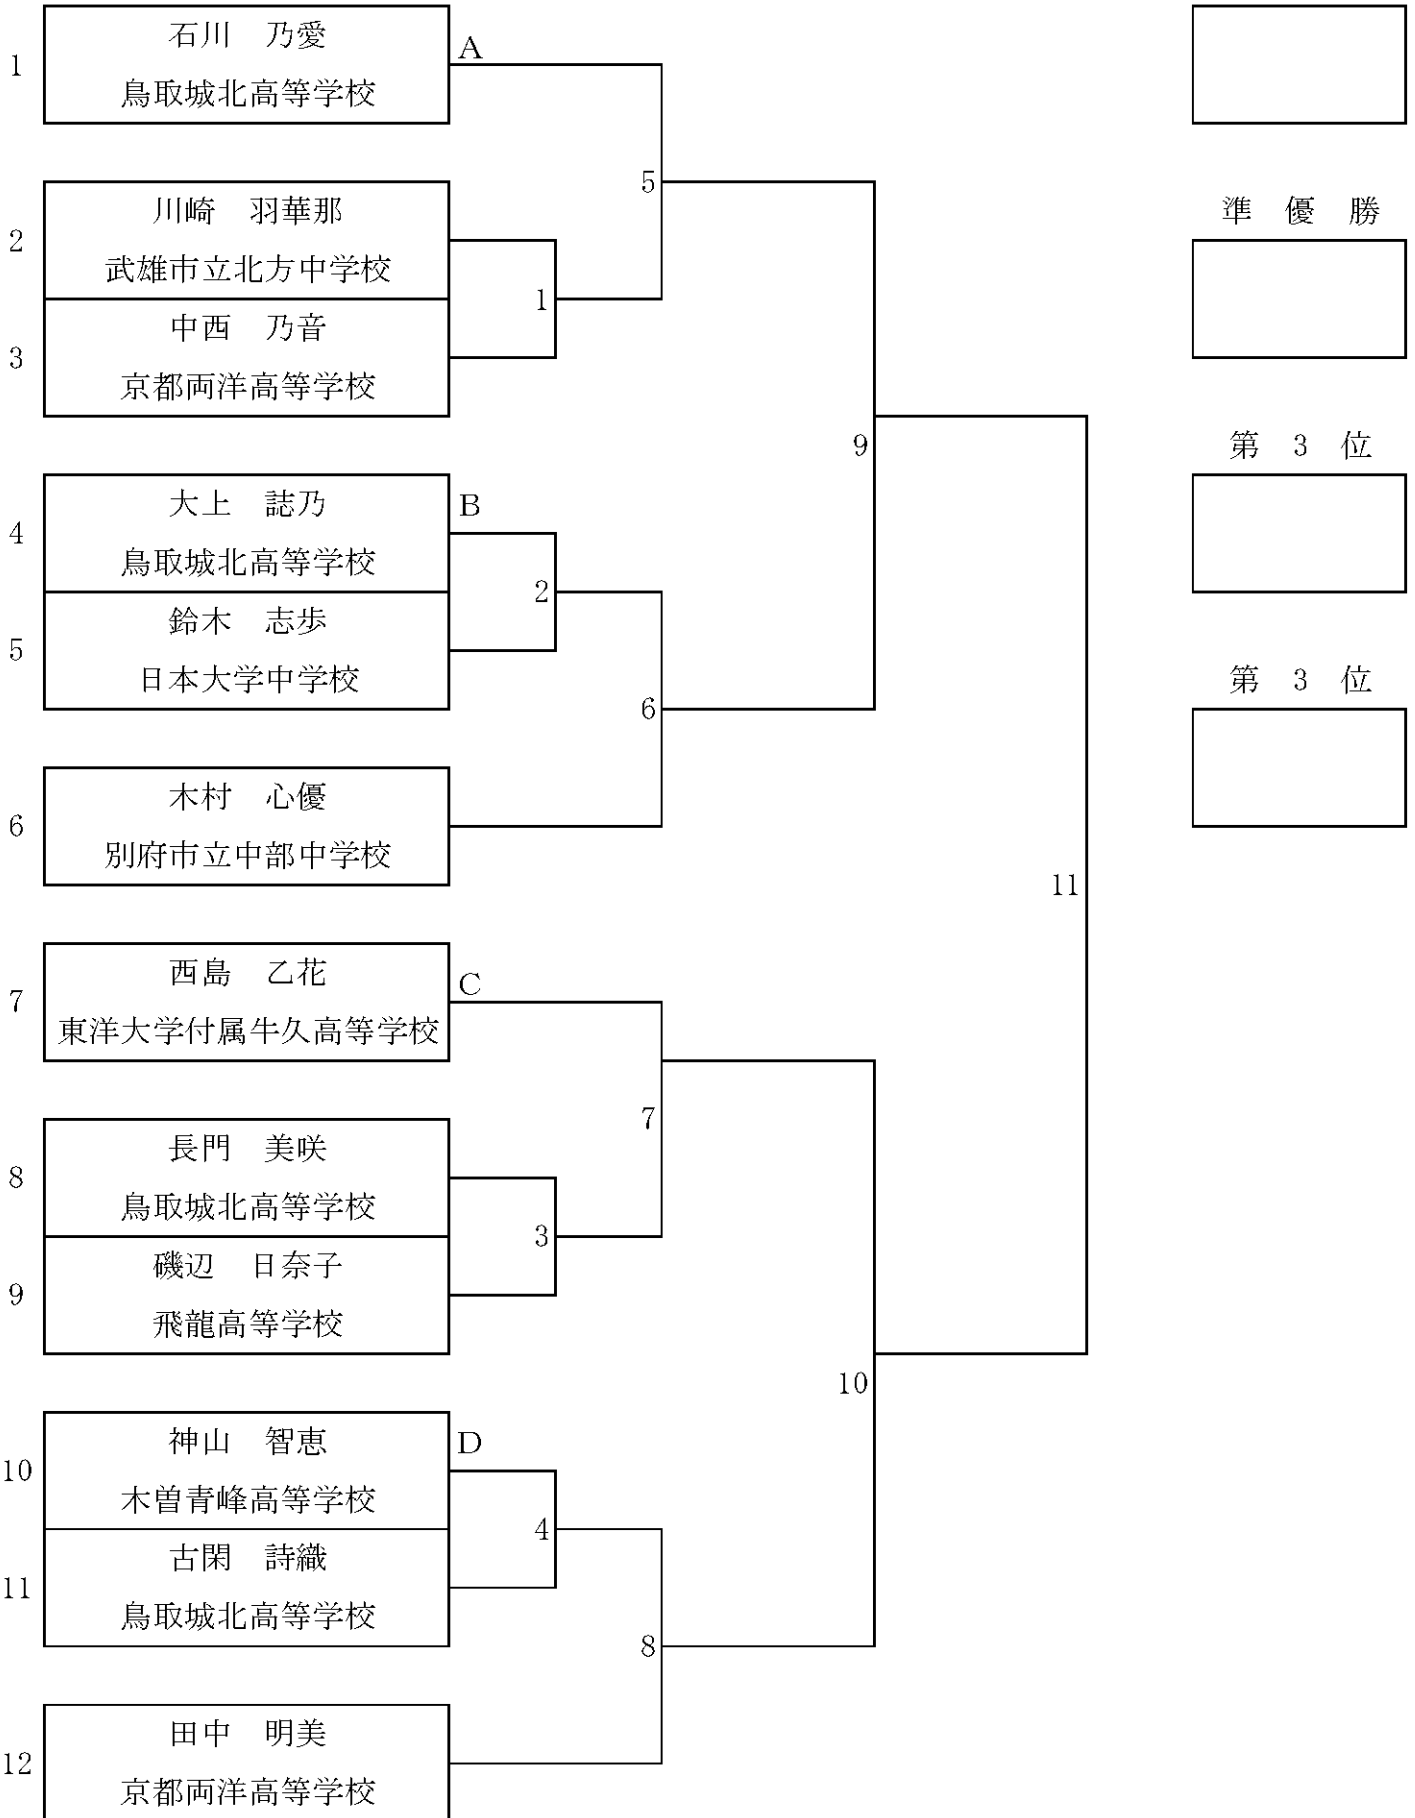 1
石川　乃愛
鳥取城北高等学校
A
2
川崎　羽華那
武雄市立北方中学校
3
中西　乃音
京都両洋高等学校
1
5
4
大上　誌乃
鳥取城北高等学校
B
5
鈴木　志歩
日本大学中学校
2
6
木村　心優
別府市立中部中学校
6
9
7
西島　乙花
東洋大学付属牛久高等学校
C
8
長門　美咲
鳥取城北高等学校
9
磯辺　日奈子
飛龍高等学校
3
7
10
神山　智恵
木曽青峰高等学校
D
11
古閑　詩織
鳥取城北高等学校
4
12
田中　明美
京都両洋高等学校
8
10
11
準　優　勝
第　3　位
第　3　位